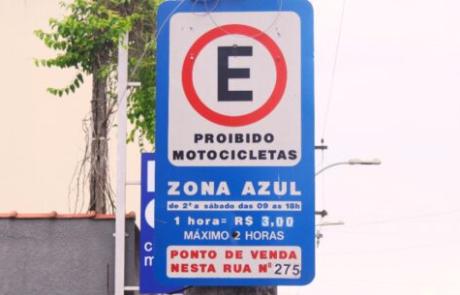 E
PROIBIDO
MOTOCICLETAS
ZONA AZUL
de 2ª a sábado das 09 as 18h
1 hora= R$ 3,00
MÁXIMO 2 HORAS
PONTO DE VENDA
NESTA RUA Nº 275